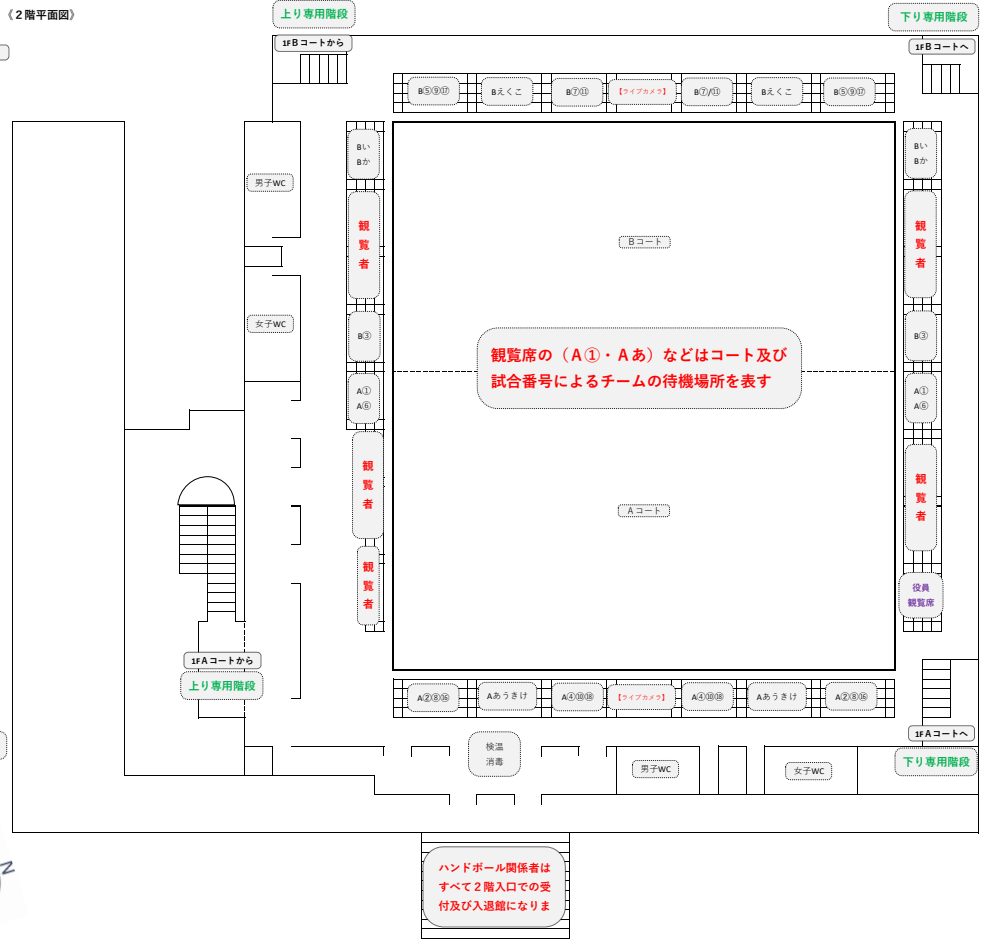 《２階平面図》
上り専用階段
下り専用階段
1FＢコートから
1FＢコートへ
B⑤⑨⑰
Bえくこ
B⑦⑪
【ライブカメラ】
B⑦/⑪
Bえくこ
B⑤⑨⑰
Bい
Bか
Bい
Bか
男子WC
観
覧
者
観
覧
者
Ｂコート
女子WC
B③
B③
観覧席の（Ａ①・Ａあ）などはコート及び
試合番号によるチームの待機場所を表す
A①
A⑥
A①
A⑥
観
覧
者
観
覧
者
Ａコート
観
覧
者
役員
観覧席
1FＡコートから
上り専用階段
A②⑧⑯
Aあうきけ
A④⑩⑱
【ライブカメラ】
A④⑩⑱
Aあうきけ
A②⑧⑯
1FＡコートへ
下り専用階段
検温
消毒
男子WC
女子WC
ハンドボール関係者は
すべて２階入口での受
付及び入退館になりま